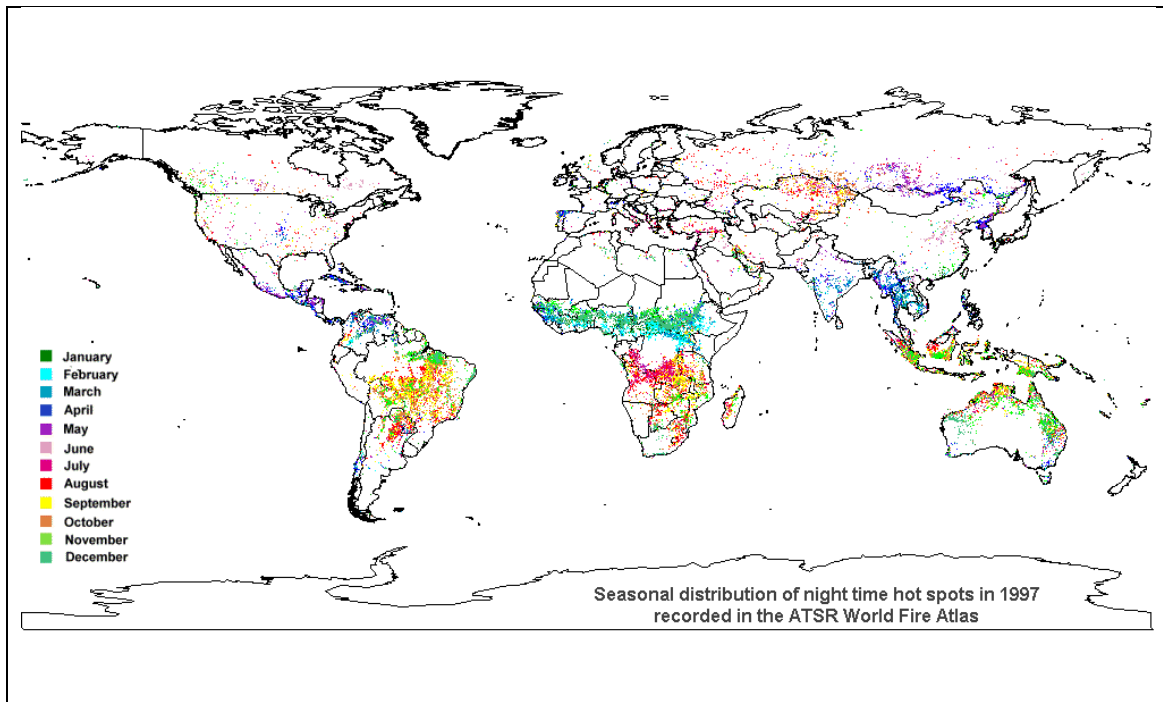 January
February
March
April
May
June
July
August
September
October
November
December
Seasonal distribution of night time hot spots in 1997
recorded in the ATSR World Fire Atlas